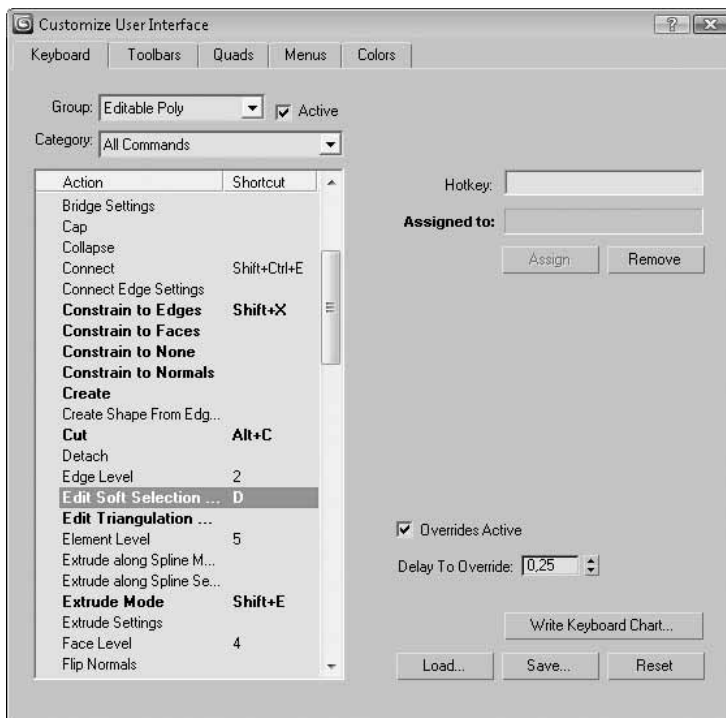 Customize User Interface
Keyboard Toolbars Quads Menus Colors
Group: Editable Poly Active
Category: All Commands
Action Shortcut
Bridge Settings
Cap
Collapse
Connect Shift+Ctrl+E
Connect Edge Settings
Constrain to Edges Shift+X
Constrain to Faces
Constrain to None
Constrain to Normals
Create
Create Shape From Edg...
Cut Alt+C
Detach
Edge Level 2
Edit Soft Selection ... D
Edit Triangulation ...
Element Level 5
Extrude along Spline M...
Extrude along Spline Se...
Extrude Mode Shift+E
Extrude Settings
Face Level 4
Flip Normals
Hotkey:
Assigned to:
Assign Remove
Overrides Active
Delay To Override: 0,25
Write Keyboard Chart...
Load... Save... Reset